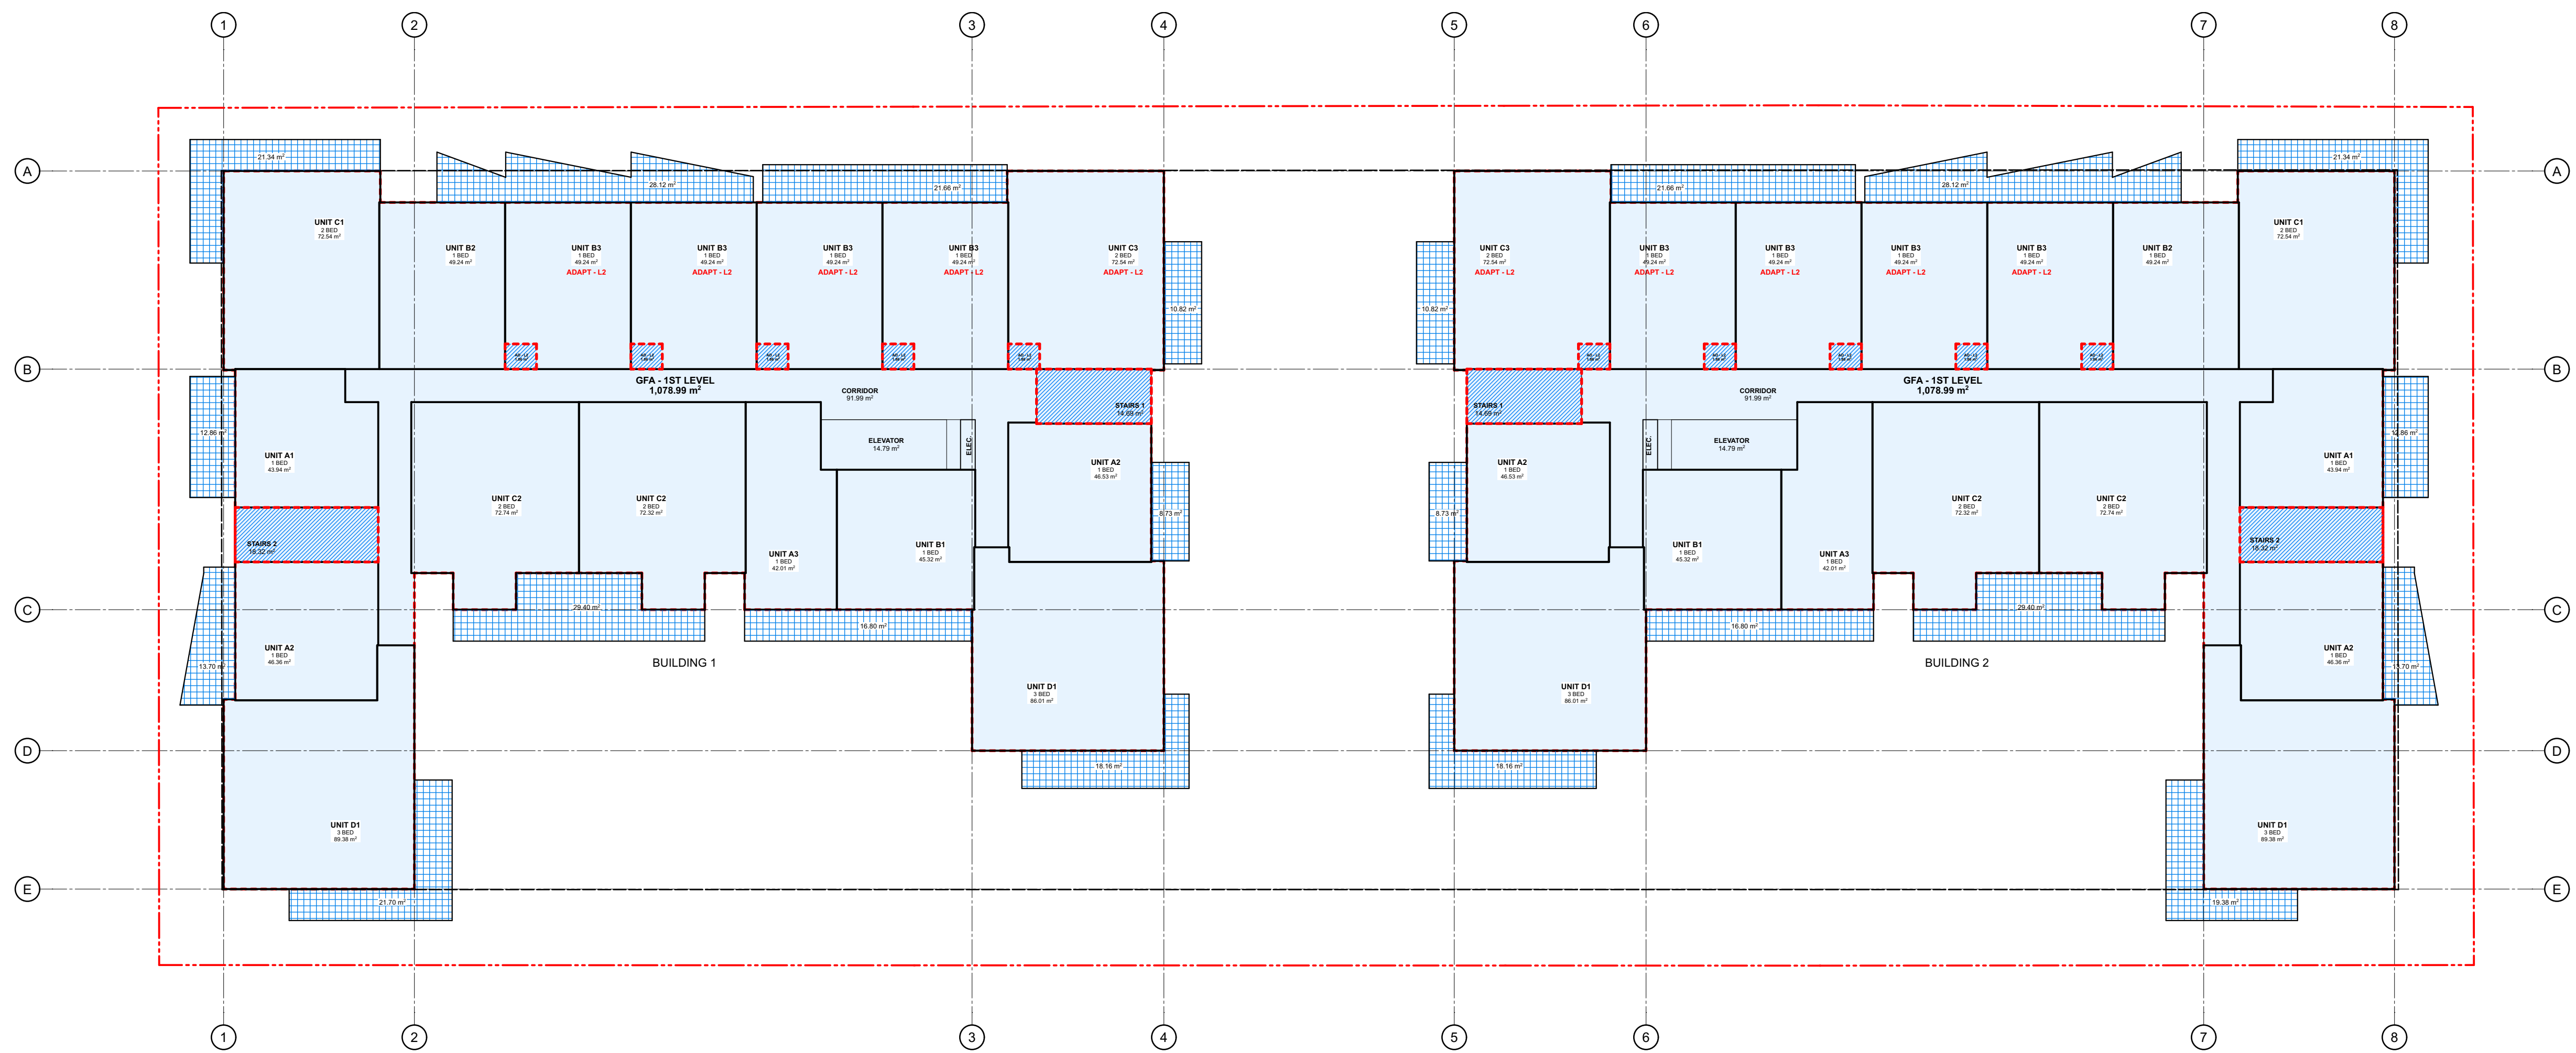 1 2 3 4 5 6 7 8
A A
21.34 m²
28.12 m²
21.66 m²
21.66 m²
28.12 m²
21.34 m²
UNIT C1
2 BED
72.54 m²
UNIT B2
1 BED
49.24 m²
UNIT B3
1 BED
49.24 m²
ADAPT - L2
UNIT B3
1 BED
49.24 m²
ADAPT - L2
UNIT B3
1 BED
49.24 m²
ADAPT - L2
UNIT B3
1 BED
49.24 m²
ADAPT - L2
UNIT C3
2 BED
72.54 m²
ADAPT - L2
10.82 m²
10.82 m²
UNIT C3
2 BED
72.54 m²
ADAPT - L2
UNIT B3
1 BED
49.24 m²
ADAPT - L2
UNIT B3
1 BED
49.24 m²
ADAPT - L2
UNIT B3
1 BED
49.24 m²
ADAPT - L2
UNIT B3
1 BED
49.24 m²
ADAPT - L2
UNIT B2
1 BED
49.24 m²
UNIT C1
2 BED
72.54 m²
B B
GFA - 1ST LEVEL
1,078.99 m²
CORRIDOR
91.99 m²
STAIRS 1
14.69 m²
STAIRS 1
14.69 m²
CORRIDOR
91.99 m²
GFA - 1ST LEVEL
1,078.99 m²
12.86 m²
UNIT A1
1 BED
43.94 m²
ELEVATOR
14.79 m²
ELEC.
UNIT A2
1 BED
46.53 m²
8.73 m²
8.73 m²
UNIT A2
1 BED
46.53 m²
ELEC.
ELEVATOR
14.79 m²
UNIT A1
1 BED
43.94 m²
12.86 m²
UNIT C2
2 BED
72.74 m²
UNIT C2
2 BED
72.32 m²
UNIT A3
1 BED
42.01 m²
UNIT B1
1 BED
45.32 m²
UNIT B1
1 BED
45.32 m²
UNIT A3
1 BED
42.01 m²
UNIT C2
2 BED
72.32 m²
UNIT C2
2 BED
72.74 m²
STAIRS 2
18.32 m²
STAIRS 2
18.32 m²
C C
29.40 m²
16.80 m²
16.80 m²
29.40 m²
13.70 m²
UNIT A2
1 BED
46.36 m²
BUILDING 1
UNIT D1
3 BED
86.01 m²
UNIT D1
3 BED
86.01 m²
BUILDING 2
UNIT A2
1 BED
46.36 m²
13.70 m²
D D
18.16 m²
18.16 m²
UNIT D1
3 BED
89.38 m²
UNIT D1
3 BED
89.38 m²
E E
21.70 m²
19.38 m²
1 2 3 4 5 6 7 8